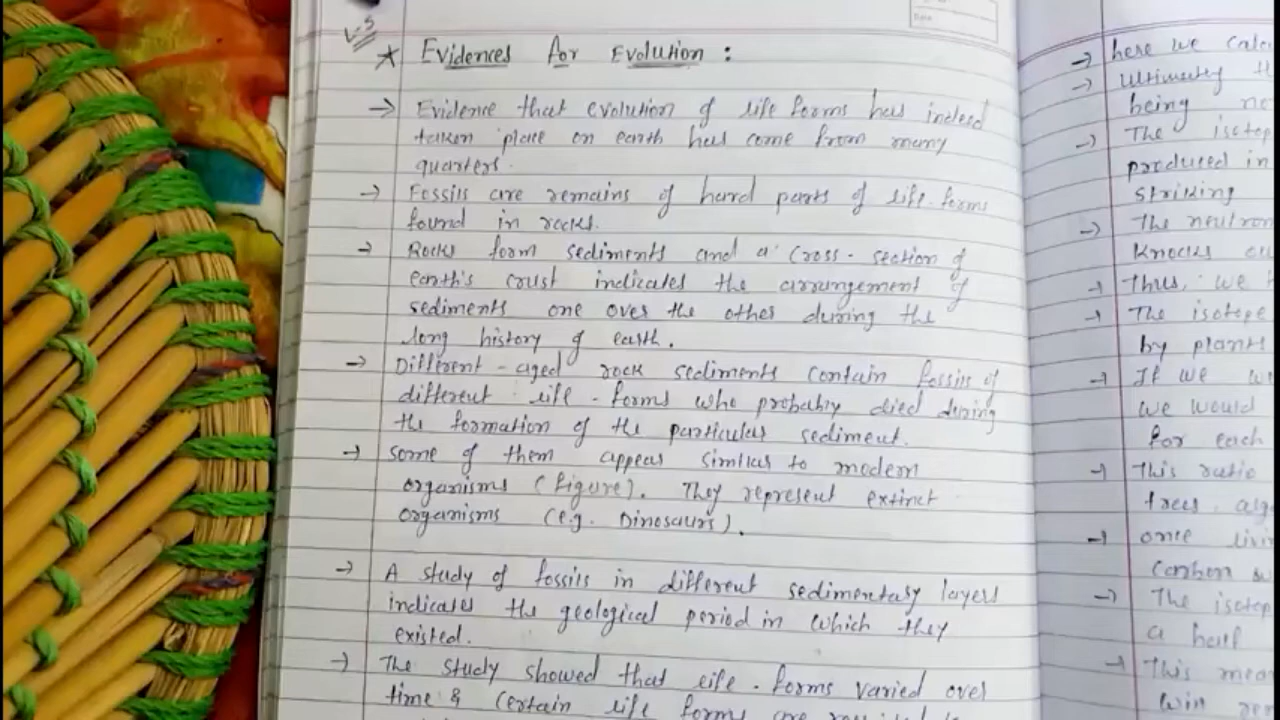 L-5
★ Evidences for Evolution :
→ Evidence that evolution of life forms has indeed
taken place on earth has come from many
quarters.
→ Fossils are remains of hard parts of life-forms
found in rocks.
→ Rocks form sediments and a cross-section of
earth's crust indicates the arrangement of
sediments one over the other during the
long history of earth.
→ Different-aged rock sediments contain fossils of
different life-forms who probably died during
the formation of the particular sediment.
→ some of them appear similar to modern
organisms (figure). They represent extinct
organisms (e.g. Dinosaurs).
→ A study of fossils in different sedimentary layers
indicates the geological period in which they
existed.
→ The study showed that life-forms varied over
time & certain life forms are
Date
→ here we
→ Ultimately
being
→ The
produced in
striking
→ The neutron
Knocks
→ Thus, we
→ The isotope
by plants
→ If we
we would
for each
→ This ratio
trees
→ once
Carbon
→ The
a half
→ This